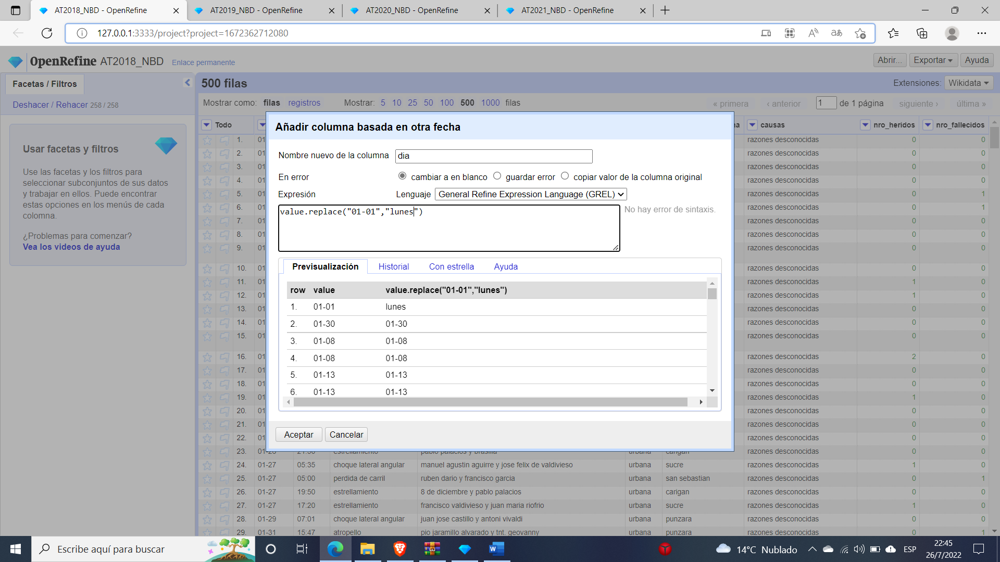 AT2018_NBD - OpenRefine
AT2019_NBD - OpenRefine
AT2020_NBD - OpenRefine
AT2021_NBD - OpenRefine
127.0.0.1:3333/project?project=1672362712080
OpenRefine AT2018_NBD Enlace permanente
Abrir... Exportar Ayuda
Facetas / Filtros
500 filas
Extensiones: Wikidata
Deshacer / Rehacer 258 / 258
Mostrar como: filas registros Mostrar: 5 10 25 50 100 500 1000 filas
« primera ‹ anterior 1 de 1 página siguiente › última »
Todo causas nro_heridos nro_fallecidos
Usar facetas y filtros
Use las facetas y los filtros para
seleccionar subconjuntos de sus datos
y trabajar en ellos. Puede encontrar
estas opciones en los menús de cada
columna.
¿Problemas para comenzar?
Vea los videos de ayuda
Añadir columna basada en otra fecha
Nombre nuevo de la columna dia
En error cambiar a en blanco guardar error copiar valor de la columna original
Expresión Lenguaje General Refine Expression Language (GREL)
value.replace("01-01","lunes")
No hay error de sintaxis.
Previsualización Historial Con estrella Ayuda
row value value.replace("01-01","lunes")
1. 01-01 lunes
2. 01-30 01-30
3. 01-08 01-08
4. 01-08 01-08
5. 01-13 01-13
6. 01-13 01-13
Aceptar Cancelar
1. 01 razones desconocidas 0 0
2. 01 razones desconocidas 0 0
3. 01 razones desconocidas 0 0
4. 01 razones desconocidas 0 0
5. 01 razones desconocidas 0 1
6. 01 razones desconocidas 0 1
7. 01 razones desconocidas 0 0
8. 01 razones desconocidas 0 0
9. 01 razones desconocidas 0 0
10. 01 razones desconocidas 0 0
11. 01 razones desconocidas 1 0
12. 01 razones desconocidas 1 0
13. 01 razones desconocidas 0 0
14. 01 razones desconocidas 0 0
15. 01 razones desconocidas 0 0
16. 01 razones desconocidas 2 0
17. 01 razones desconocidas 0 0
18. 01 razones desconocidas 0 0
19. 01 razones desconocidas 1 0
20. 01 razones desconocidas 0 0
21. 01 razones desconocidas 0 0
22. 01 razones desconocidas 0 0
23. 01-26 21:30 estrellamiento pablo palacios y brasilia urbana carigan razones desconocidas 0 0
24. 01-27 05:35 choque lateral angular manuel agustin aguirre y jose felix de valdivieso urbana sucre razones desconocidas 1 0
25. 01-27 05:00 perdida de carril ruben dario y francisco garcia urbana san sebastian razones desconocidas 0 1
26. 01-27 19:50 estrellamiento 8 de diciembre y pablo palacios urbana carigan razones desconocidas 0 0
27. 01-27 17:20 estrellamiento francisco valdivieso y juan maria riofrio urbana sucre razones desconocidas 1 0
28. 01-29 07:01 choque lateral angular juan jose castillo y antoni vivaldi urbana punzara razones desconocidas 0 0
29. 01-31 15:47 atropello pio jaramillo alvarado y tnt. geovanny urbana punzara razones desconocidas 0 1
Escribe aquí para buscar
14°C Nublado
ESP
22:45
26/7/2022